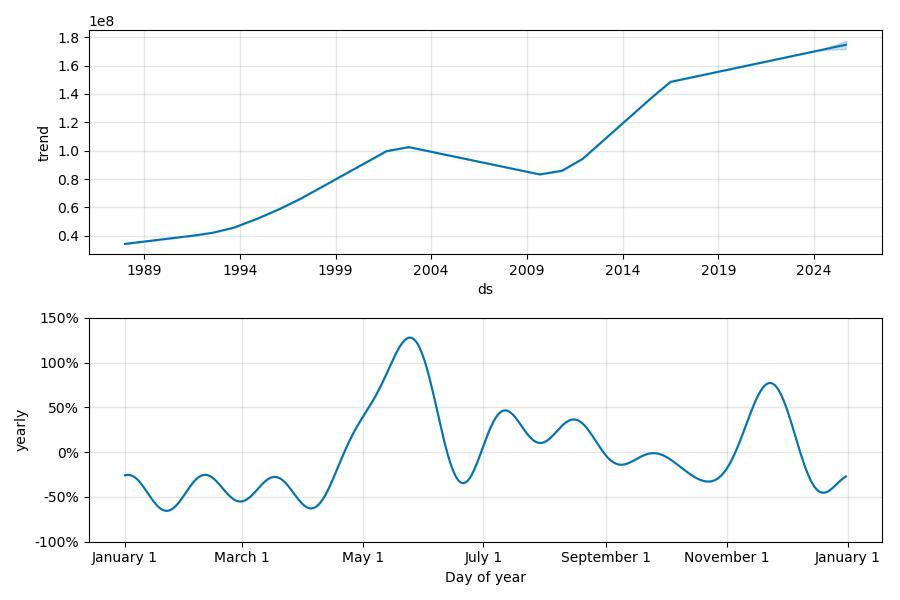 1e8
1.8
1.6
1.4
1.2
1.0
0.8
0.6
0.4
trend
1989 1994 1999 2004 2009 2014 2019 2024
ds
150%
100%
50%
0%
-50%
-100%
yearly
January 1 March 1 May 1 July 1 September 1 November 1 January 1
Day of year